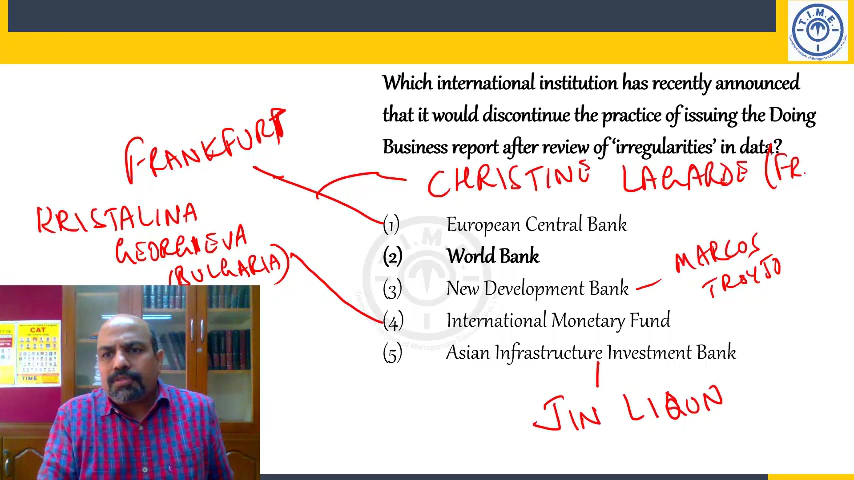 T.I.M.E.
Which international institution has recently announced
that it would discontinue the practice of issuing the Doing
Business report after review of ‘irregularities’ in data?
FRANKFURT
CHRISTINE LAGARDE (FR.
KRISTALINA
GEORGIEVA
(BULGARIA)
(1) European Central Bank
(2) World Bank
(3) New Development Bank
MARCOS
TROYJO
(4) International Monetary Fund
(5) Asian Infrastructure Investment Bank
JIN LIQUN
CAT
TIME